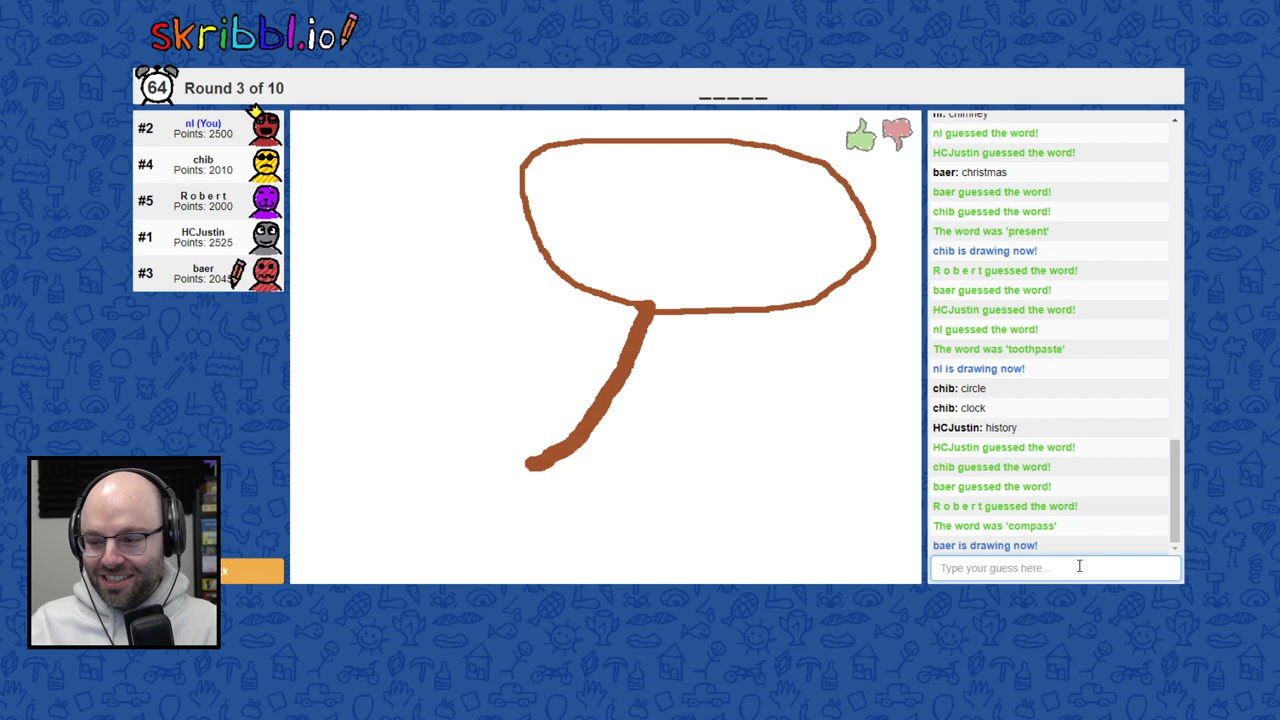 skribbl.io
64 Round 3 of 10
_ _ _ _ _
#2 nl (You)
Points: 2500
#4 chib
Points: 2010
#5 R o b e r t
Points: 2000
#1 HCJustin
Points: 2525
#3 baer
Points: 2045
nl: chimney
nl guessed the word!
HCJustin guessed the word!
baer: christmas
baer guessed the word!
chib guessed the word!
The word was 'present'
chib is drawing now!
R o b e r t guessed the word!
baer guessed the word!
HCJustin guessed the word!
nl guessed the word!
The word was 'toothpaste'
nl is drawing now!
chib: circle
chib: clock
HCJustin: history
HCJustin guessed the word!
chib guessed the word!
baer guessed the word!
R o b e r t guessed the word!
The word was 'compass'
baer is drawing now!
Type your guess here...